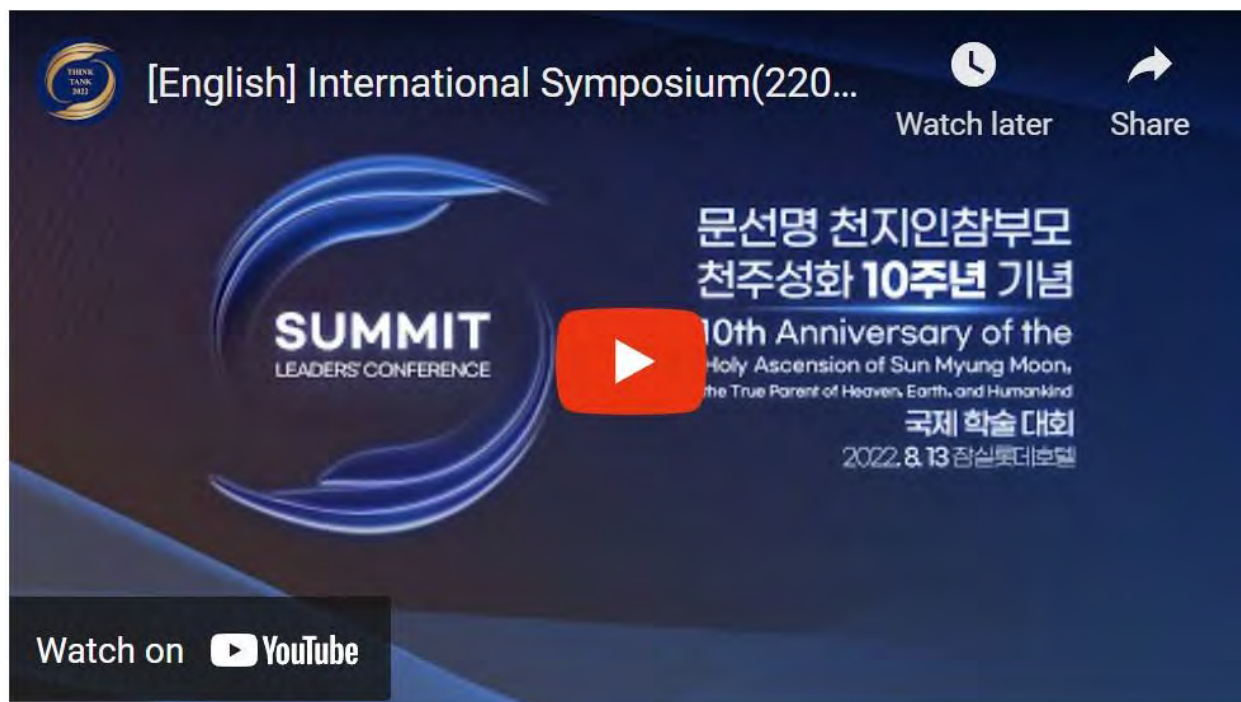 THINK
TANK
2022
[English] International Symposium(220...
Watch later
Share
SUMMIT
LEADERS' CONFERENCE
문선명 천지인참부모
천주성화 10주년 기념
10th Anniversary of the
Holy Ascension of Sun Myung Moon,
the True Parent of Heaven, Earth, and Humankind
국제 학술 대회
2022. 8. 13 잠실롯데호텔
Watch on YouTube